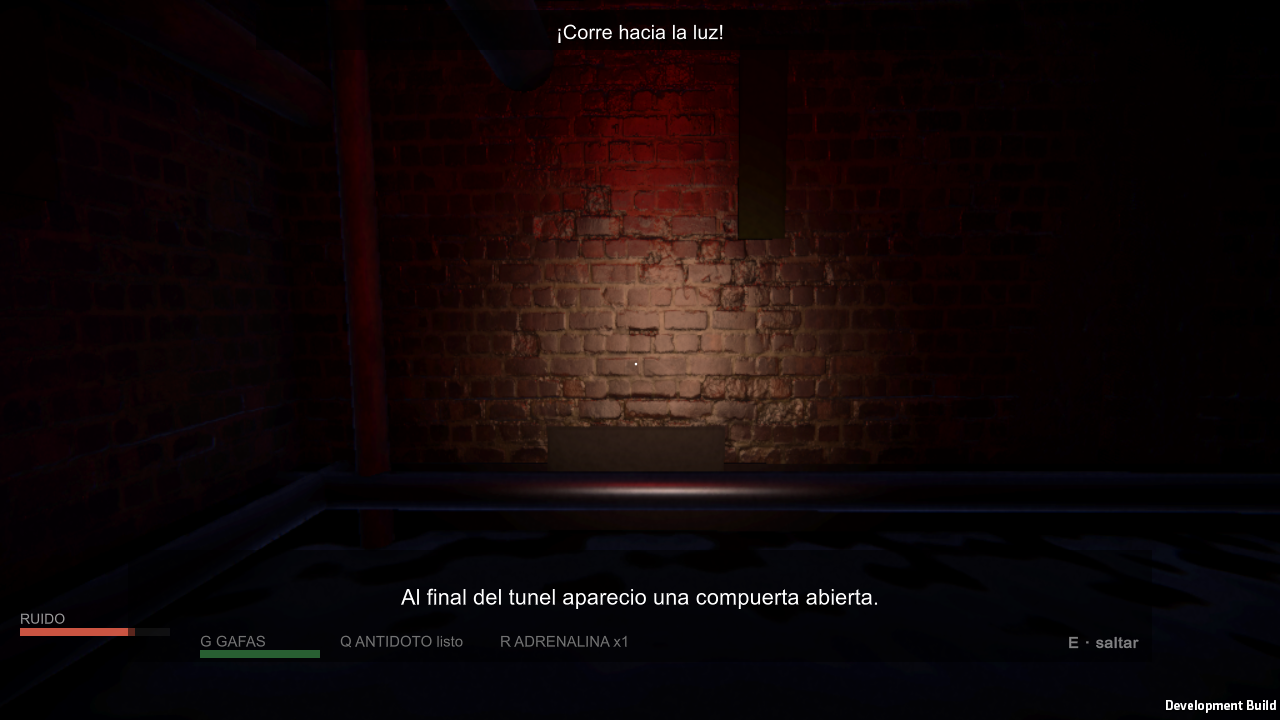 ¡Corre hacia la luz!
Al final del tunel aparecio una compuerta abierta.
RUIDO
G GAFAS
Q ANTIDOTO listo
R ADRENALINA x1
E · saltar
Development Build